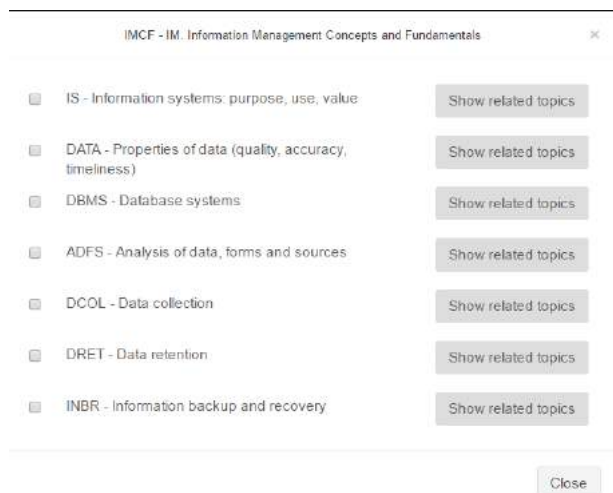 IMCF - IM. Information Management Concepts and Fundamentals ×
IS - Information systems: purpose, use, value Show related topics
DATA - Properties of data (quality, accuracy, Show related topics
timeliness)
DBMS - Database systems Show related topics
ADFS - Analysis of data, forms and sources Show related topics
DCOL - Data collection Show related topics
DRET - Data retention Show related topics
INBR - Information backup and recovery Show related topics
Close